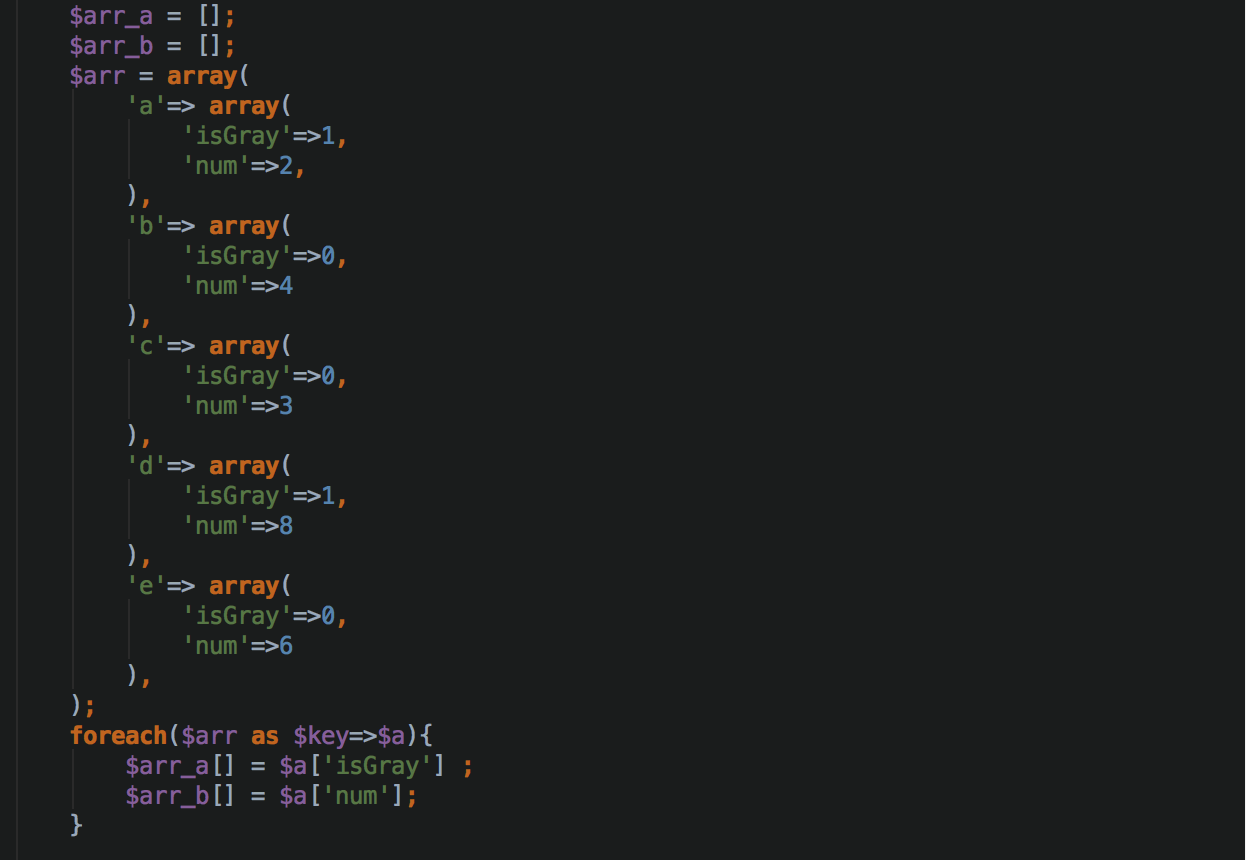 $arr_a = [];
$arr_b = [];
$arr = array(
    'a'=> array(
        'isGray'=>1,
        'num'=>2,
    ),
    'b'=> array(
        'isGray'=>0,
        'num'=>4
    ),
    'c'=> array(
        'isGray'=>0,
        'num'=>3
    ),
    'd'=> array(
        'isGray'=>1,
        'num'=>8
    ),
    'e'=> array(
        'isGray'=>0,
        'num'=>6
    ),
);
foreach($arr as $key=>$a){
    $arr_a[] = $a['isGray'] ;
    $arr_b[] = $a['num'];
}